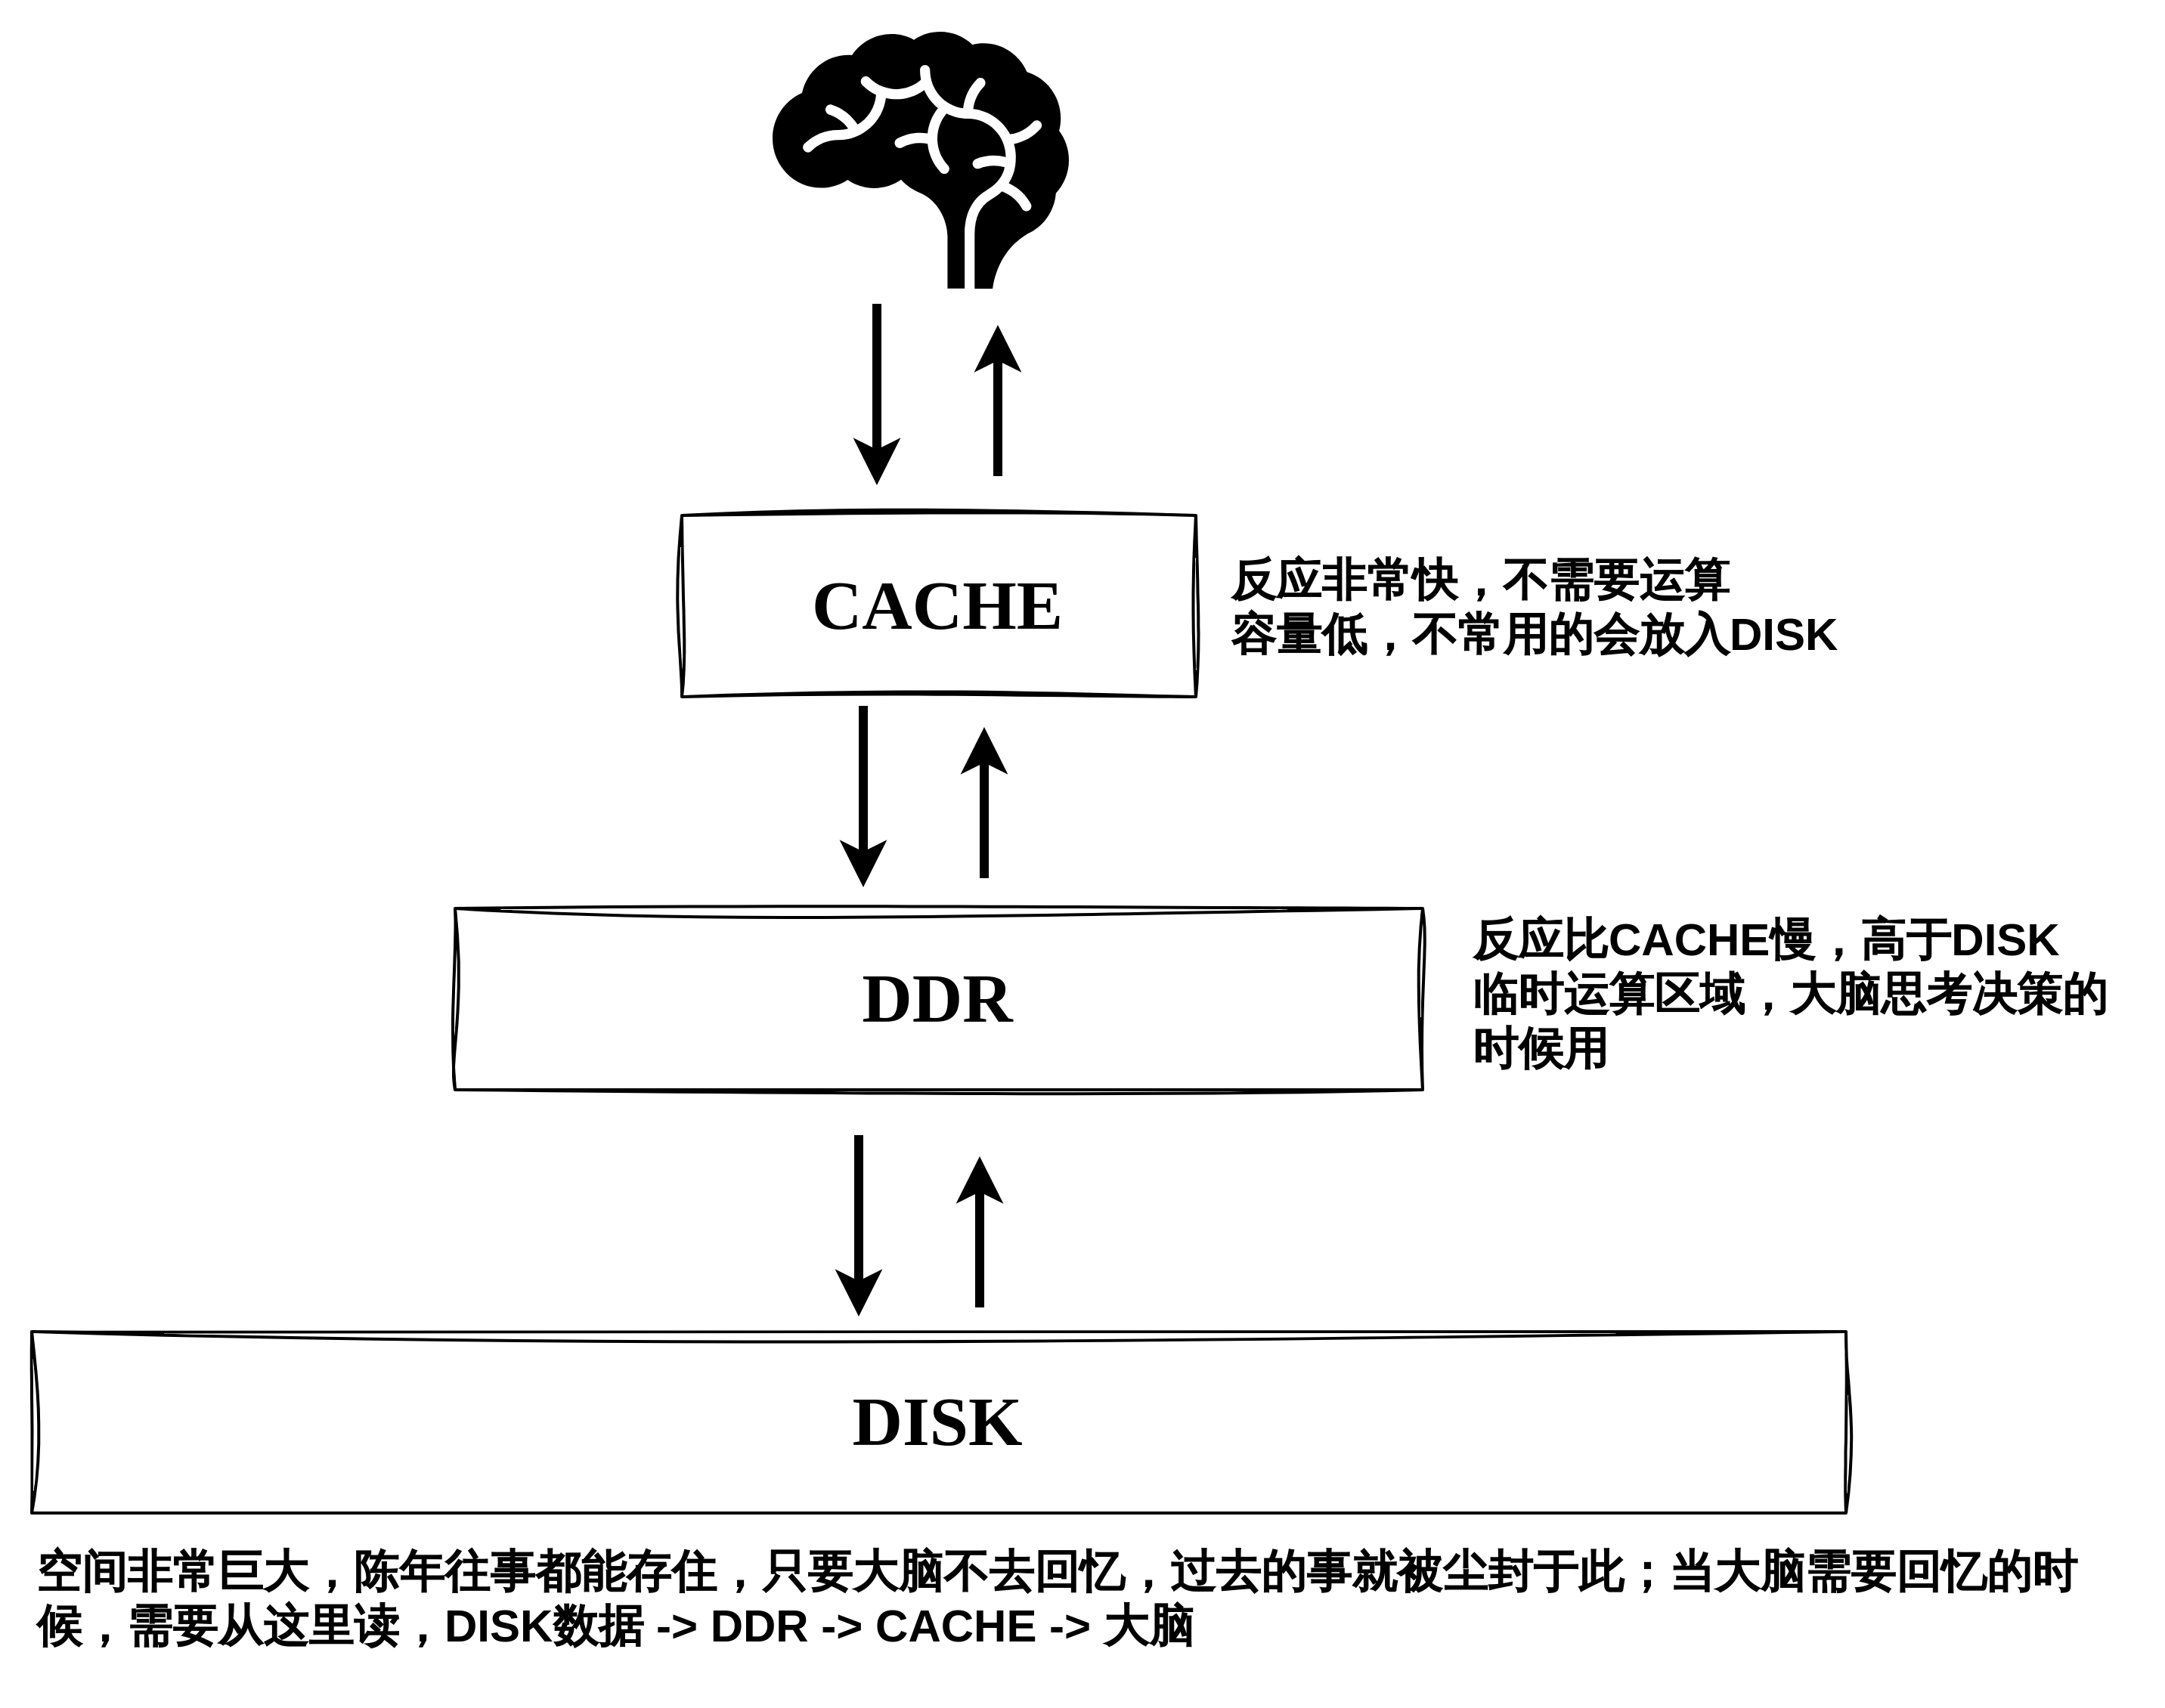 CACHE
反应非常快，不需要运算
容量低，不常用的会放入DISK
DDR
反应比CACHE慢，高于DISK
临时运算区域，大脑思考决策的
时候用
DISK
空间非常巨大，陈年往事都能存住，只要大脑不去回忆，过去的事就被尘封于此；当大脑需要回忆的时
候，需要从这里读，DISK数据 -> DDR -> CACHE -> 大脑